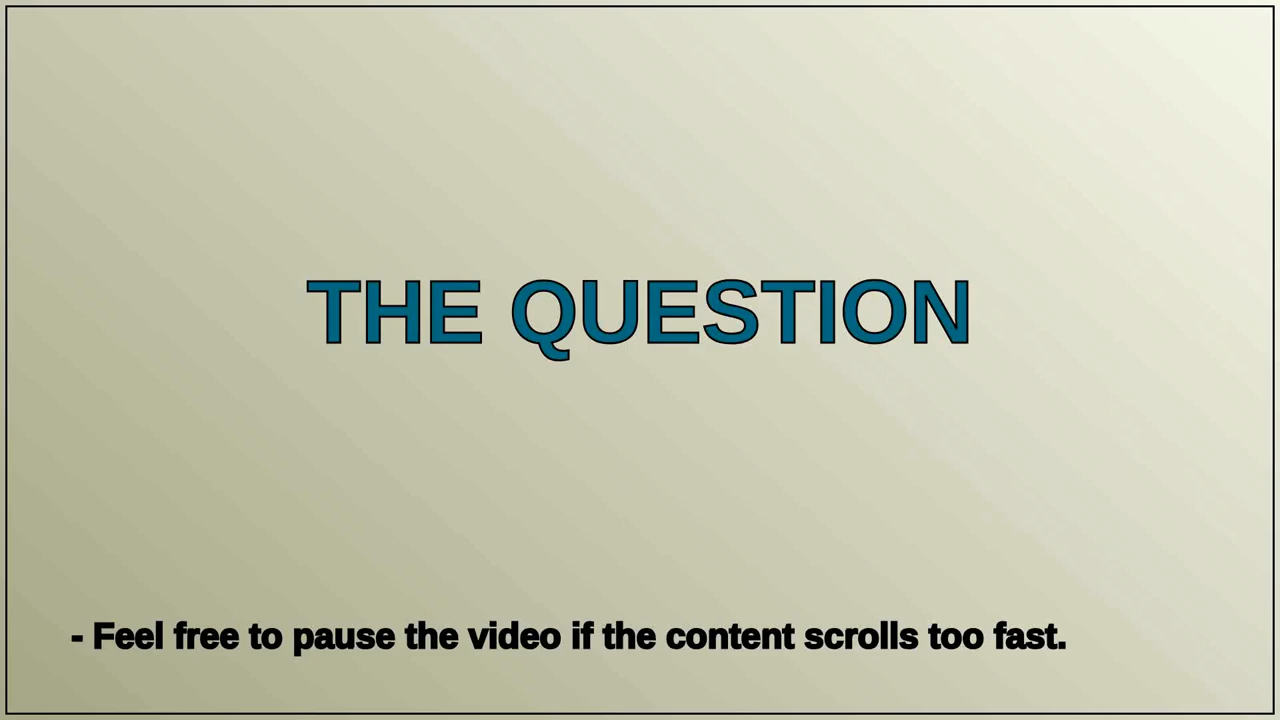 THE QUESTION
- Feel free to pause the video if the content scrolls too fast.